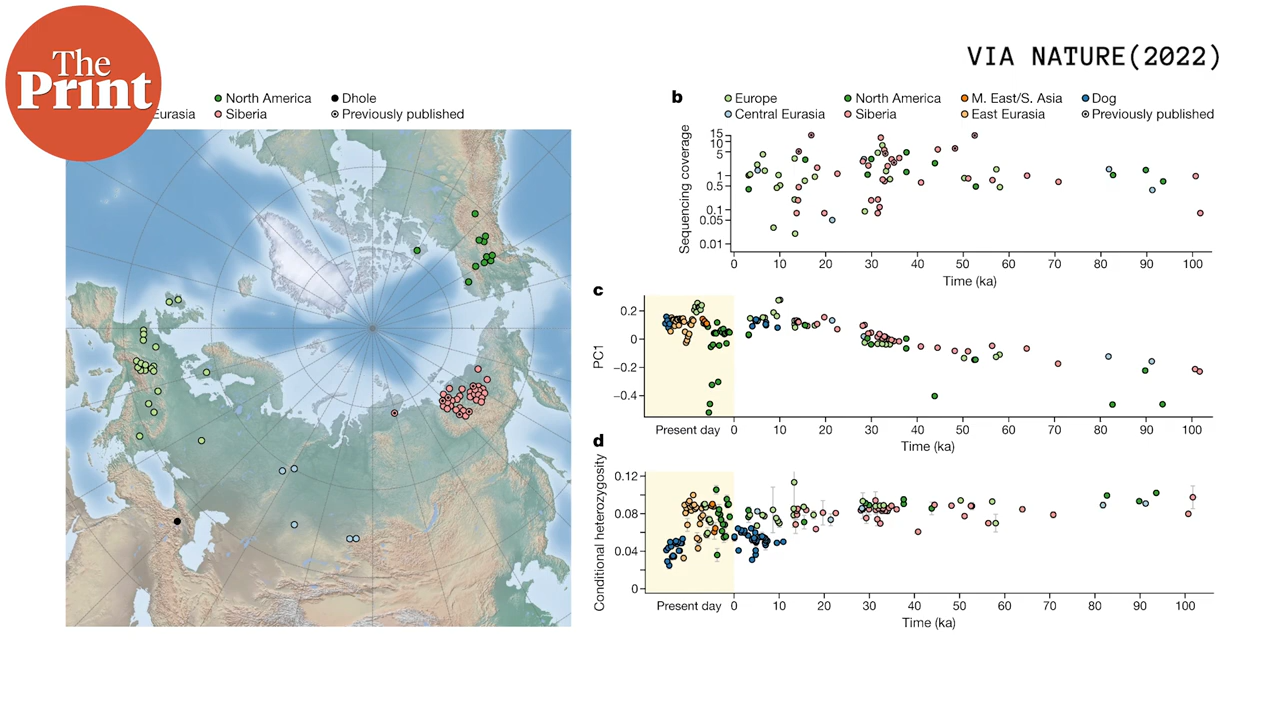 The
Print
VIA NATURE(2022)
North America
Dhole
Eurasia
Siberia
Previously published
b
Europe
North America
M. East/S. Asia
Dog
Central Eurasia
Siberia
East Eurasia
Previously published
Sequencing coverage
15
10
5
1
0.5
0.1
0.05
0.01
0 10 20 30 40 50 60 70 80 90 100
Time (ka)
c
PC1
0.2
0
−0.2
−0.4
Present day 0 10 20 30 40 50 60 70 80 90 100
Time (ka)
d
Conditional heterozygosity
0.12
0.08
0.04
0
Present day 0 10 20 30 40 50 60 70 80 90 100
Time (ka)